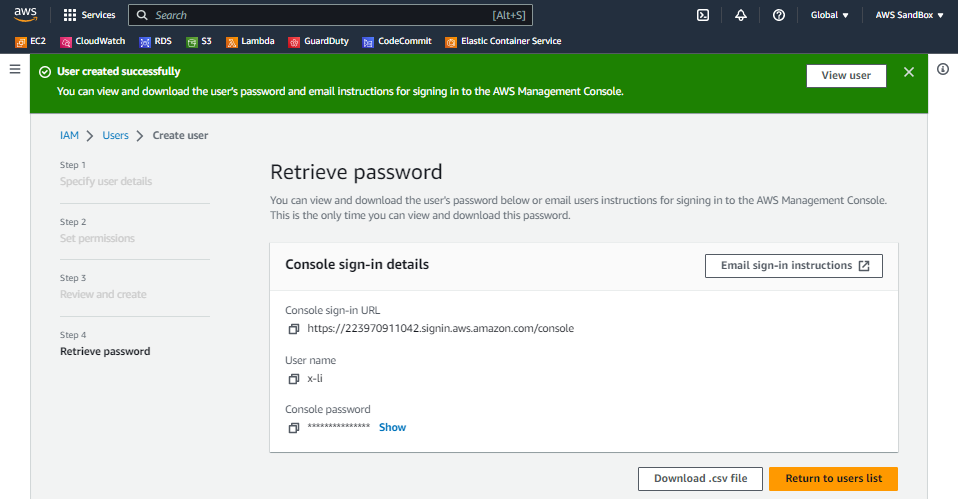 aws
Services
Search [Alt+S]
Global
AWS SandBox
EC2 CloudWatch RDS S3 Lambda GuardDuty CodeCommit Elastic Container Service
User created successfully
You can view and download the user's password and email instructions for signing in to the AWS Management Console.
View user
IAM > Users > Create user
Step 1
Specify user details
Step 2
Set permissions
Step 3
Review and create
Step 4
Retrieve password
Retrieve password
You can view and download the user's password below or email users instructions for signing in to the AWS Management Console.
This is the only time you can view and download this password.
Console sign-in details
Email sign-in instructions
Console sign-in URL
https://223970911042.signin.aws.amazon.com/console
User name
x-li
Console password
*************** Show
Download .csv file
Return to users list